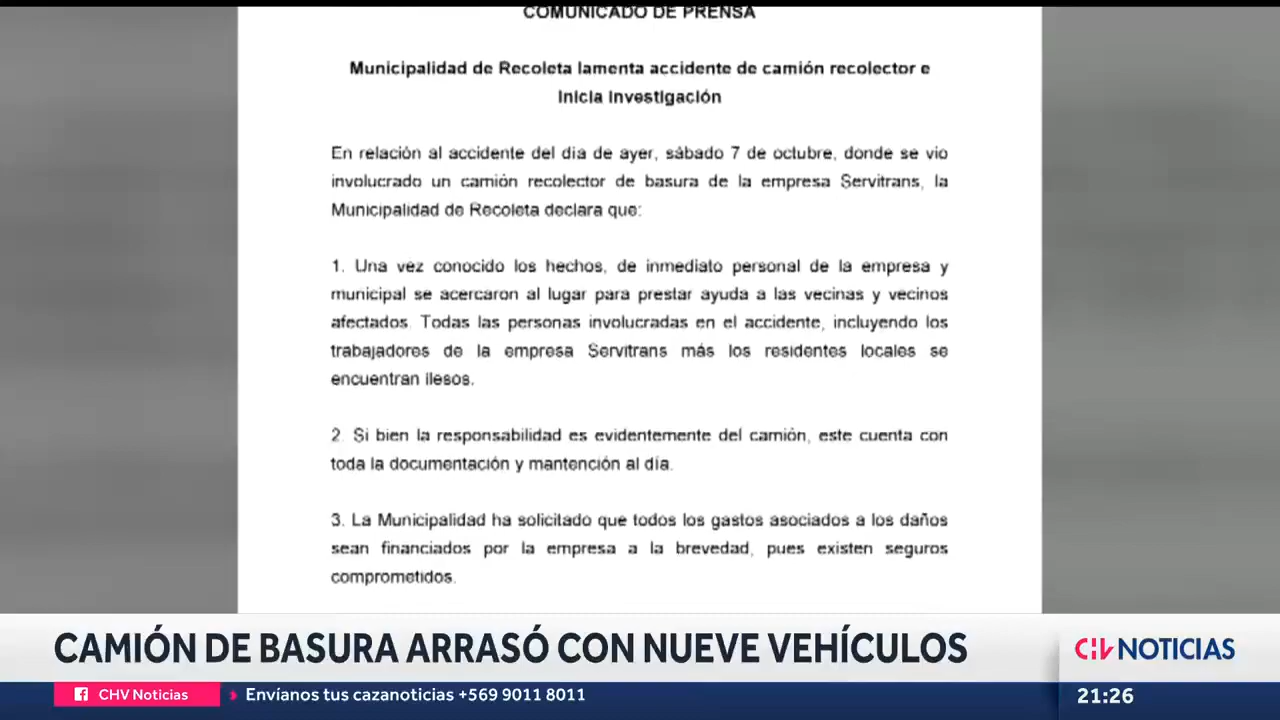 COMUNICADO DE PRENSA
Municipalidad de Recoleta lamenta accidente de camión recolector e
inicia investigación
En relación al accidente del día de ayer, sábado 7 de octubre, donde se vio
involucrado un camión recolector de basura de la empresa Servitrans, la
Municipalidad de Recoleta declara que:
1. Una vez conocido los hechos, de inmediato personal de la empresa y
municipal se acercaron al lugar para prestar ayuda a las vecinas y vecinos
afectados. Todas las personas involucradas en el accidente, incluyendo los
trabajadores de la empresa Servitrans más los residentes locales se
encuentran ilesos.
2. Si bien la responsabilidad es evidentemente del camión, este cuenta con
toda la documentación y mantención al día.
3. La Municipalidad ha solicitado que todos los gastos asociados a los daños
sean financiados por la empresa a la brevedad, pues existen seguros
comprometidos.
CAMIÓN DE BASURA ARRASÓ CON NUEVE VEHÍCULOS
CHV NOTICIAS
CHV Noticias
Envíanos tus cazanoticias +569 9011 8011
21:26